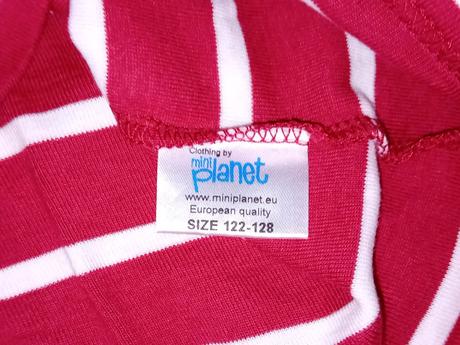 Clothing by
mini
planet
www.miniplanet.eu
European quality
SIZE 122-128